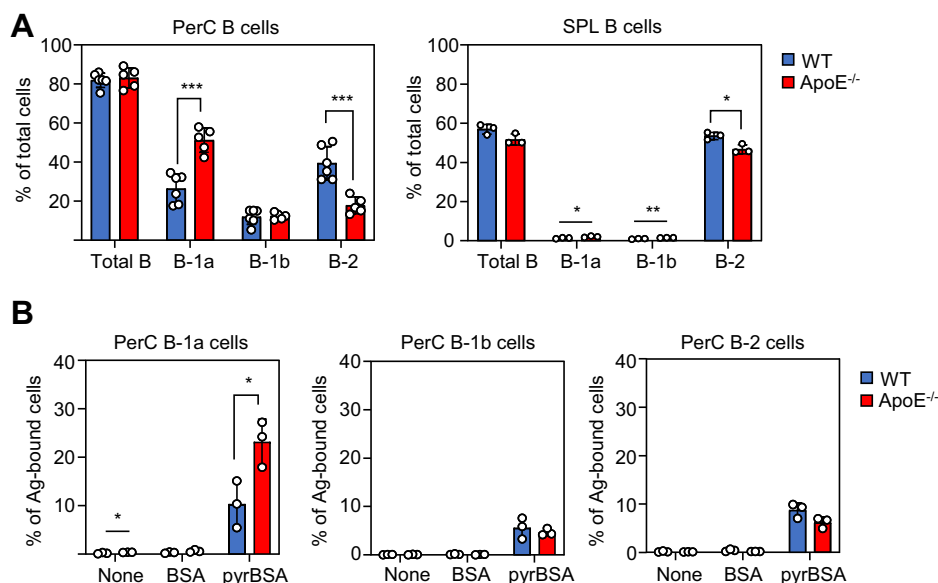 A
PerC B cells
SPL B cells
% of total cells
100
80
60
40
20
***
***
Total B
B-1a
B-1b
B-2
% of total cells
100
80
60
40
20
0
*
**
*
Total B
B-1a
B-1b
B-2
WT
ApoE-/-
B
PerC B-1a cells
PerC B-1b cells
PerC B-2 cells
% of Ag-bound cells
40
30
20
10
*
*
None
BSA
pyrBSA
% of Ag-bound cells
40
30
20
10
0
None
BSA
pyrBSA
% of Ag-bound cells
40
30
20
10
0
None
BSA
pyrBSA
WT
ApoE-/-